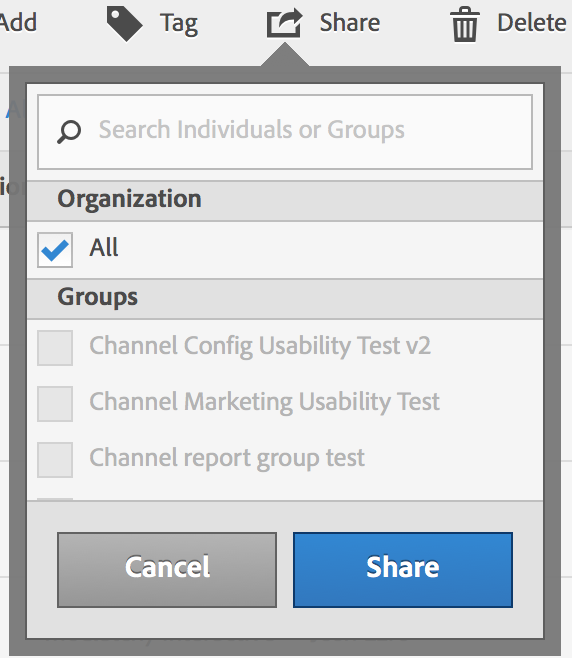 Add Tag Share Delete
Search Individuals or Groups
Organization
All
Groups
Channel Config Usability Test v2
Channel Marketing Usability Test
Channel report group test
Cancel Share